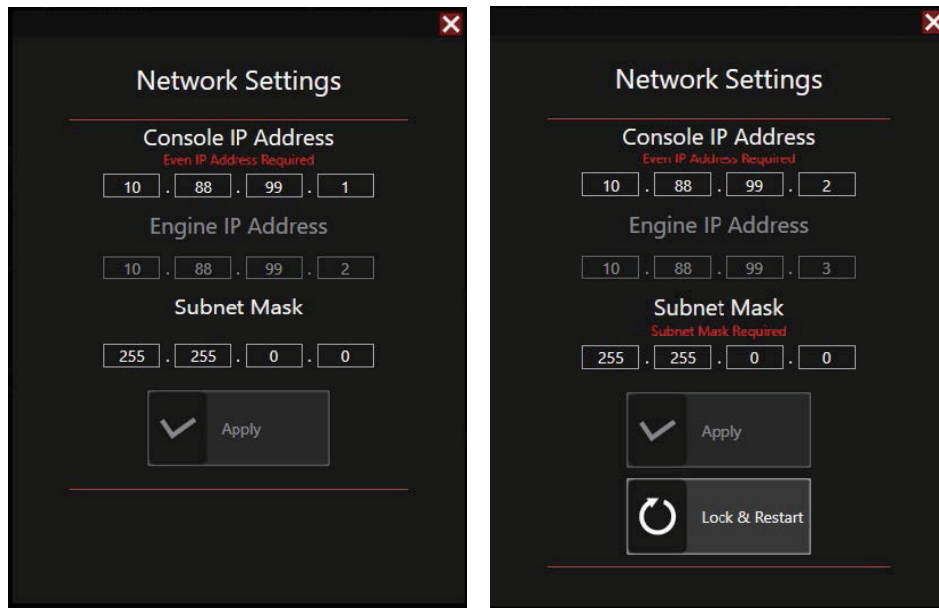 Network Settings
Console IP Address
Even IP Address Required
10 . 88 . 99 . 1
Engine IP Address
10 . 88 . 99 . 2
Subnet Mask
255 . 255 . 0 . 0
Apply
Network Settings
Console IP Address
Even IP Address Required
10 . 88 . 99 . 2
Engine IP Address
10 . 88 . 99 . 3
Subnet Mask
Subnet Mask Required
255 . 255 . 0 . 0
Apply
Lock & Restart